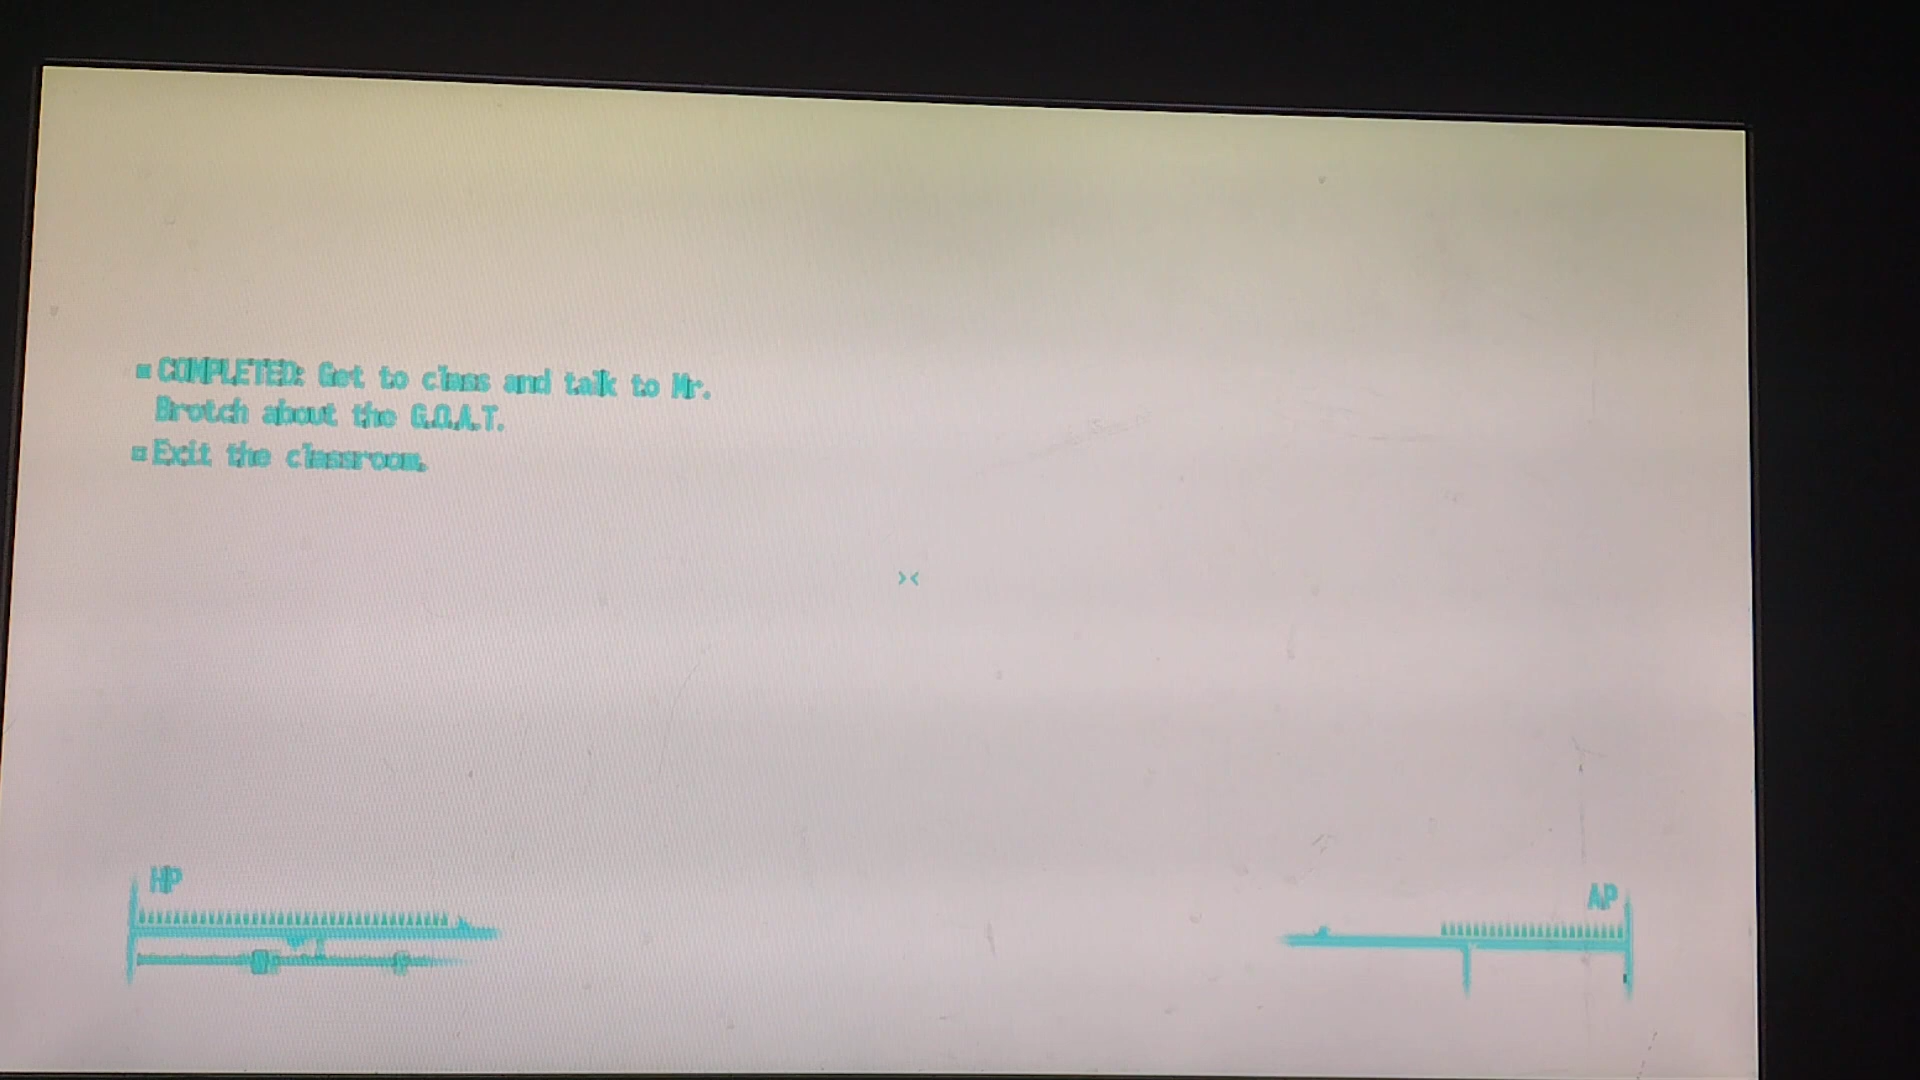 COMPLETED: Get to class and talk to Mr.
Brotch about the G.O.A.T.
Exit the classroom.
HP
AP